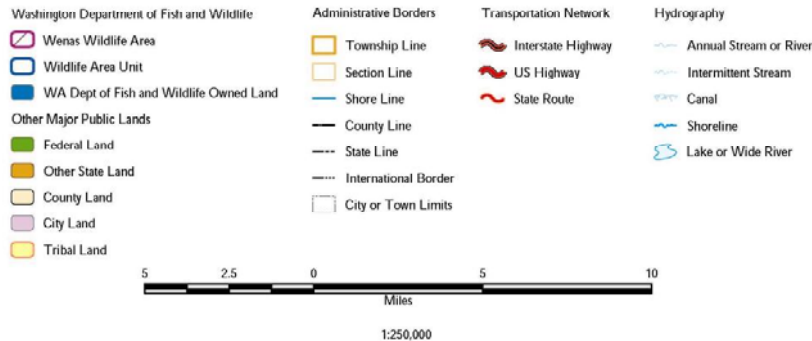 Washington Department of Fish and Wildlife
Wenas Wildlife Area
Wildlife Area Unit
WA Dept of Fish and Wildlife Owned Land
Other Major Public Lands
Federal Land
Other State Land
County Land
City Land
Tribal Land
Administrative Borders
Township Line
Section Line
Shore Line
County Line
State Line
International Border
City or Town Limits
Transportation Network
Interstate Highway
US Highway
State Route
Hydrography
Annual Stream or River
Intermittent Stream
Canal
Shoreline
Lake or Wide River
5 2.5 0 5 10
Miles
1:250,000